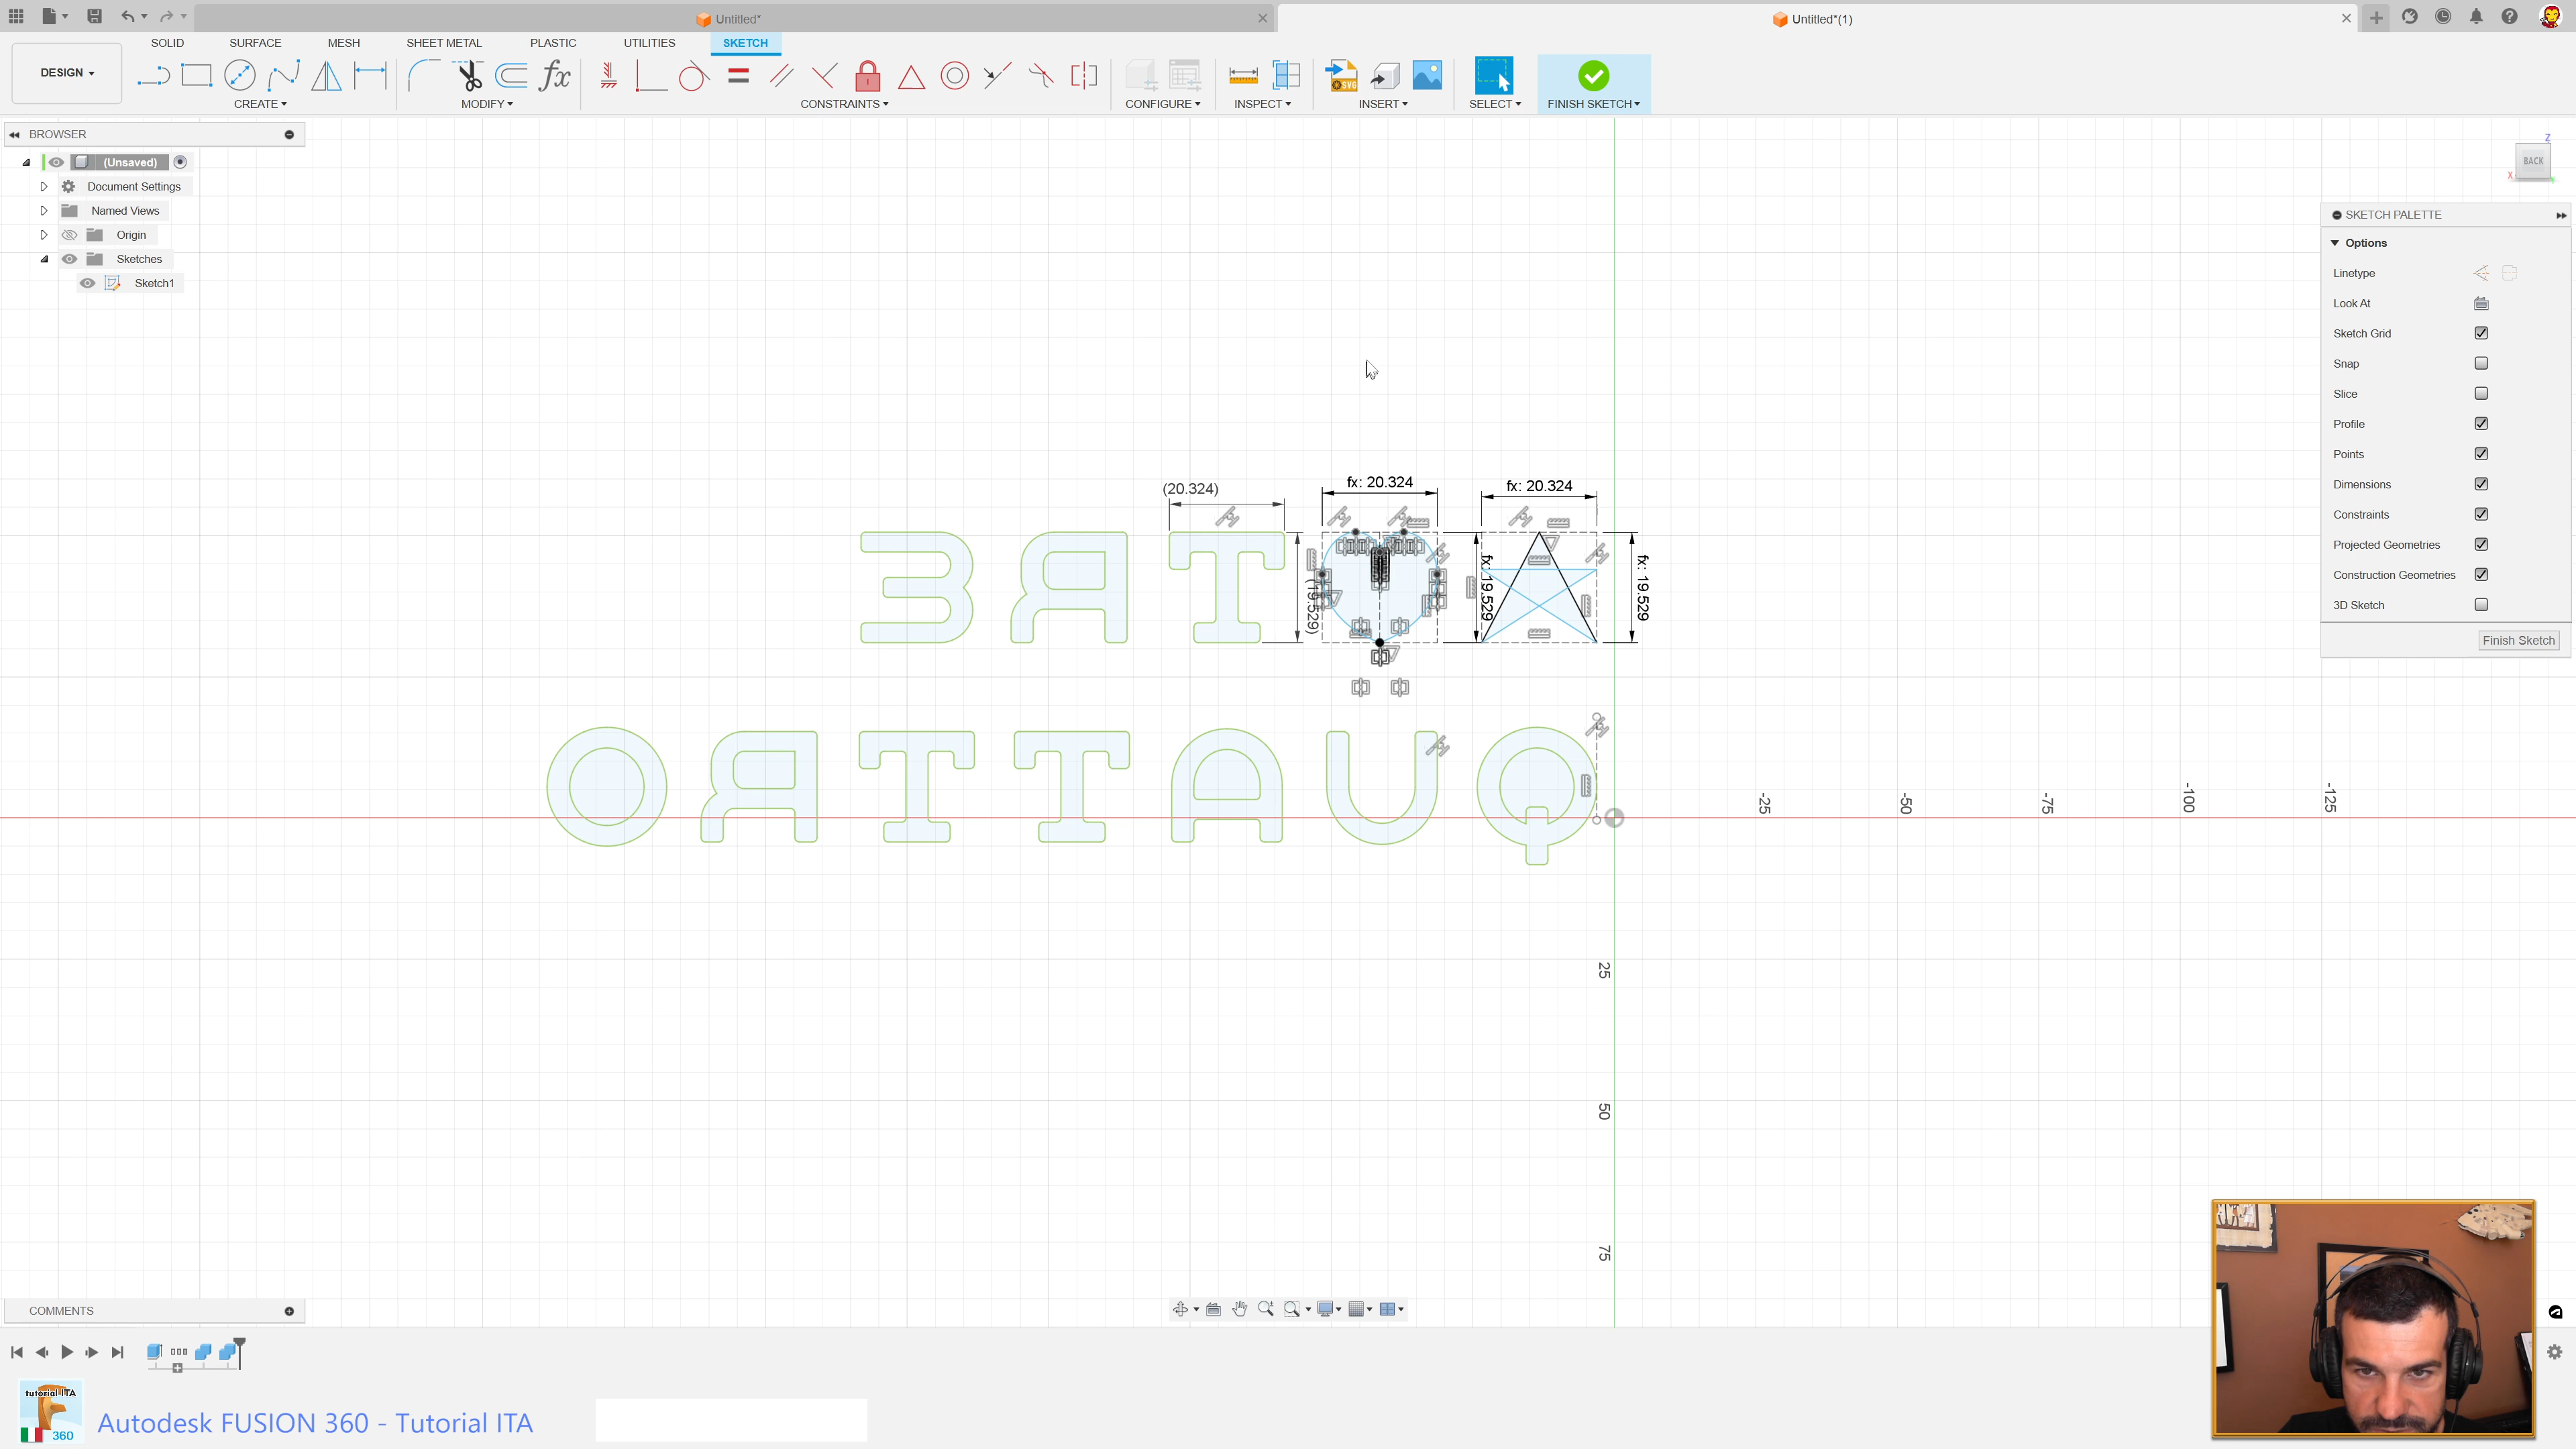 Untitled*
Untitled*(1)
SOLID SURFACE MESH SHEET METAL PLASTIC UTILITIES SKETCH
DESIGN
fx
SVG
CREATE MODIFY CONSTRAINTS CONFIGURE INSPECT INSERT SELECT FINISH SKETCH
BROWSER
(Unsaved)
Document Settings
Named Views
Origin
Sketches
Sketch1
Z
BACK
X
SKETCH PALETTE
Options
Linetype
Look At
Sketch Grid
Snap
Slice
Profile
Points
Dimensions
Constraints
Projected Geometries
Construction Geometries
3D Sketch
Finish Sketch
(20.324)
fx: 20.324
fx: 20.324
(19.529)
fx: 19.529
fx: 19.529
TRE
QUATTRO
-25
-50
-75
-100
-125
25
50
75
COMMENTS
tutorial ITA
360
Autodesk FUSION 360 - Tutorial ITA